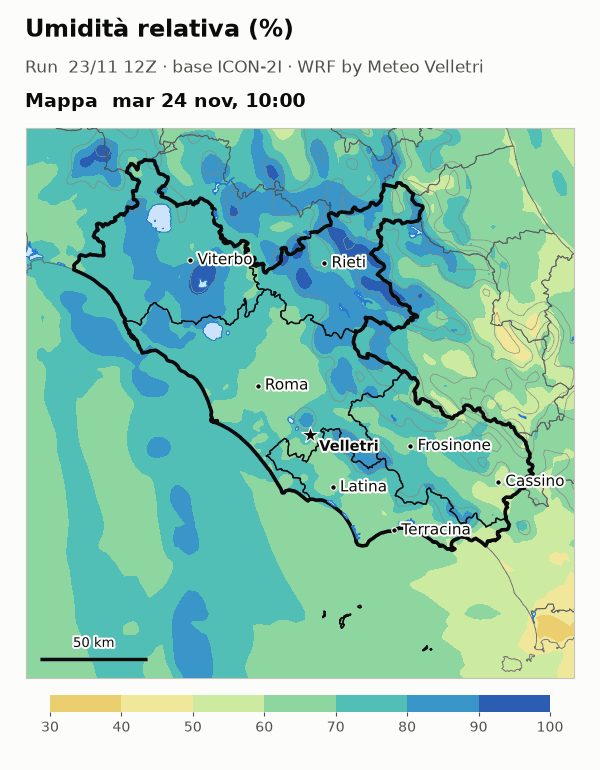 Umidità relativa (%)
Run  23/11 12Z · base ICON-2I · WRF by Meteo Velletri
Mappa  mar 24 nov, 10:00
Viterbo
Rieti
Roma
Velletri
Frosinone
Latina
Cassino
Terracina
50 km
30 40 50 60 70 80 90 100